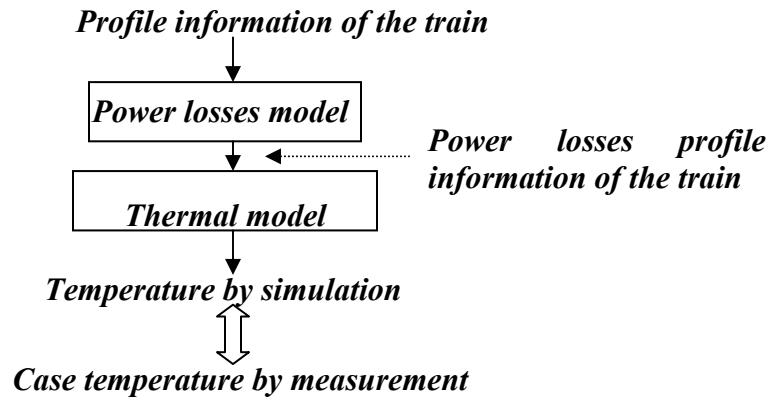 Profile information of the train
Power losses model
Power losses profile
information of the train
Thermal model
Temperature by simulation
Case temperature by measurement